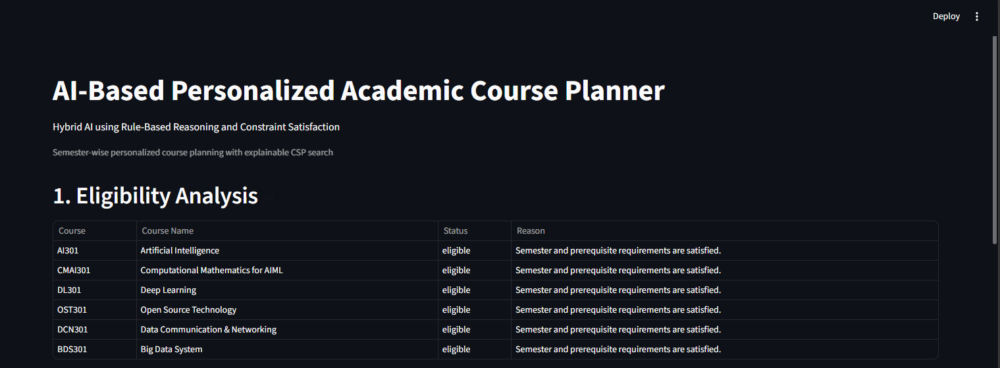 Deploy
AI-Based Personalized Academic Course Planner
Hybrid AI using Rule-Based Reasoning and Constraint Satisfaction
Semester-wise personalized course planning with explainable CSP search
1. Eligibility Analysis
Course Course Name Status Reason
AI301 Artificial Intelligence eligible Semester and prerequisite requirements are satisfied.
CMAI301 Computational Mathematics for AIML eligible Semester and prerequisite requirements are satisfied.
DL301 Deep Learning eligible Semester and prerequisite requirements are satisfied.
OST301 Open Source Technology eligible Semester and prerequisite requirements are satisfied.
DCN301 Data Communication & Networking eligible Semester and prerequisite requirements are satisfied.
BDS301 Big Data System eligible Semester and prerequisite requirements are satisfied.